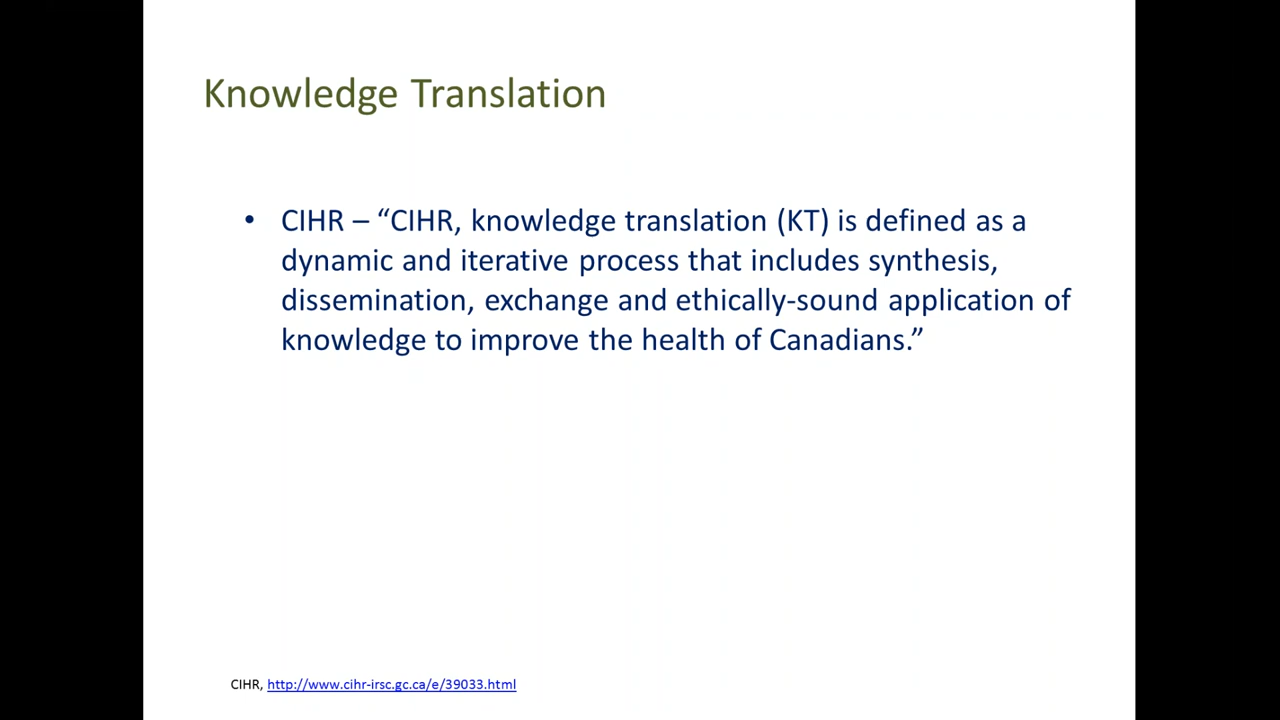 Knowledge Translation
• CIHR – “CIHR, knowledge translation (KT) is defined as a
dynamic and iterative process that includes synthesis,
dissemination, exchange and ethically-sound application of
knowledge to improve the health of Canadians.”
CIHR, http://www.cihr-irsc.gc.ca/e/39033.html